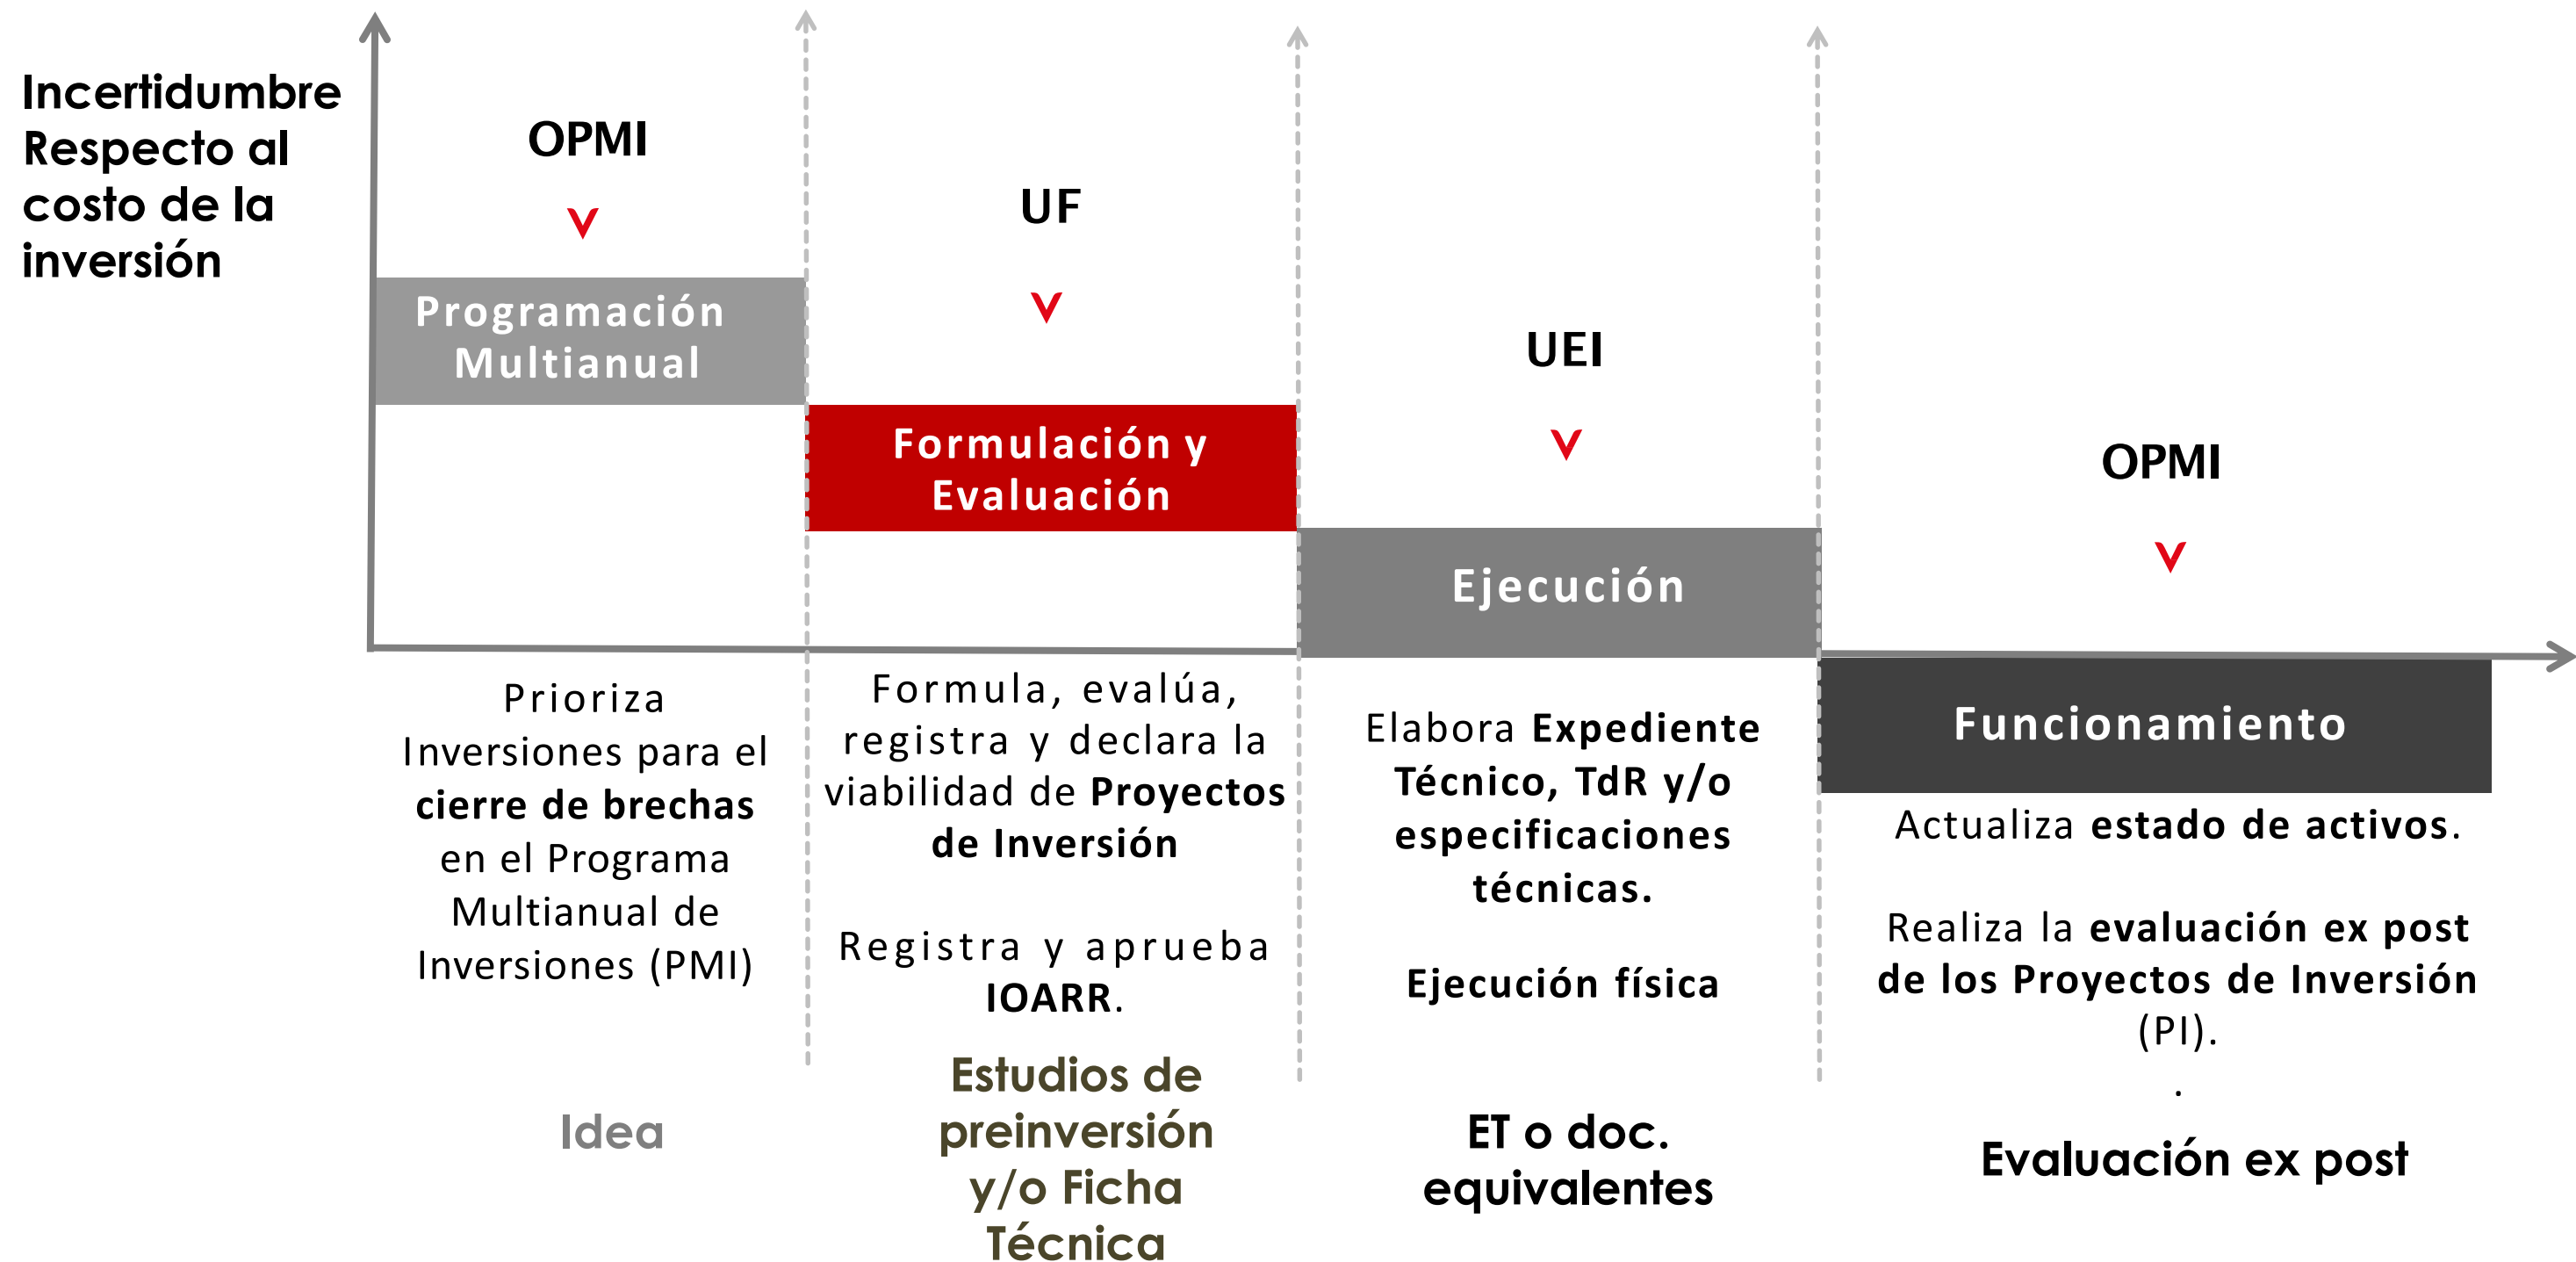 Incertidumbre
Respecto al
costo de la
inversión
OPMI
Programación
Multianual
Prioriza
Inversiones para el
cierre de brechas
en el Programa
Multianual de
Inversiones (PMI)
Idea
UF
Formulación y
Evaluación
Formula, evalúa,
registra y declara la
viabilidad de Proyectos
de Inversión
Registra y aprueba
IOARR.
Estudios de
preinversión
y/o Ficha
Técnica
UEI
Ejecución
Elabora Expediente
Técnico, TdR y/o
especificaciones
técnicas.
Ejecución física
ET o doc.
equivalentes
OPMI
Funcionamiento
Actualiza estado de activos.
Realiza la evaluación ex post
de los Proyectos de Inversión
(PI).
.
Evaluación ex post